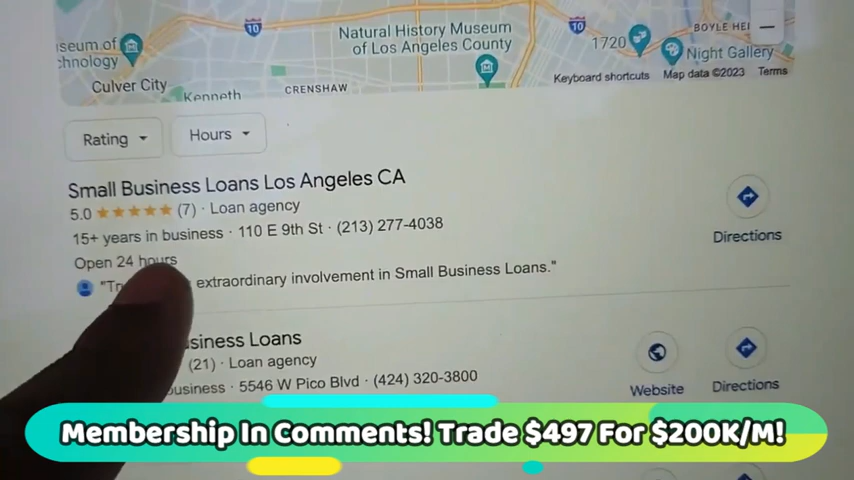 Natural History Museum
of Los Angeles County
10
10
1720
BOYLE HEI
Night Gallery
seum of
chnology
Culver City
Kenneth
CRENSHAW
Keyboard shortcuts
Map data ©2023
Terms
Rating
Hours
Small Business Loans Los Angeles CA
5.0 (7) · Loan agency
15+ years in business · 110 E 9th St · (213) 277-4038
Directions
Open 24 hours
extraordinary involvement in Small Business Loans."
siness Loans
(21) · Loan agency
business · 5546 W Pico Blvd · (424) 320-3800
Website
Directions
Membership In Comments! Trade $497 For $200K/M!